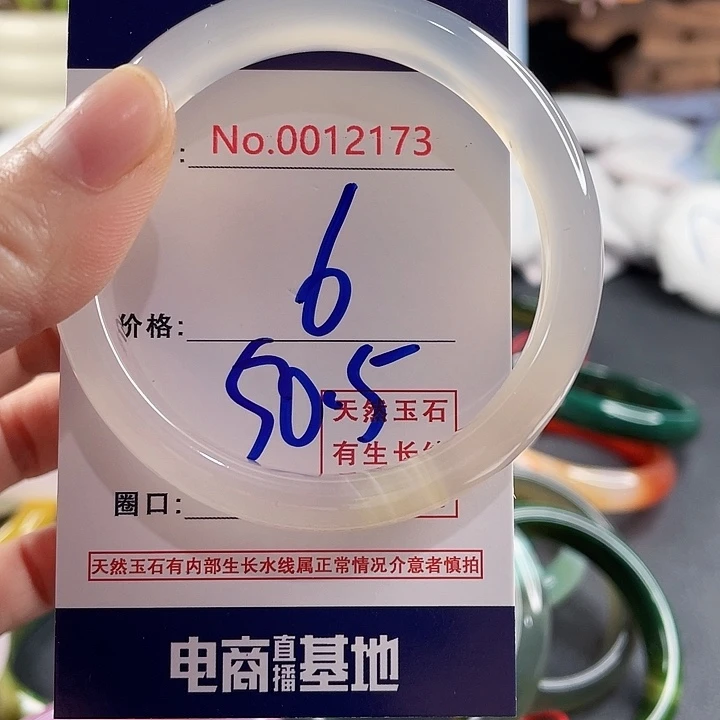 : No.0012173
6
价格:
50.5
天然玉石
有生长
圈口:
天然玉石有内部生长水线属正常情况介意者慎拍
电商直播基地